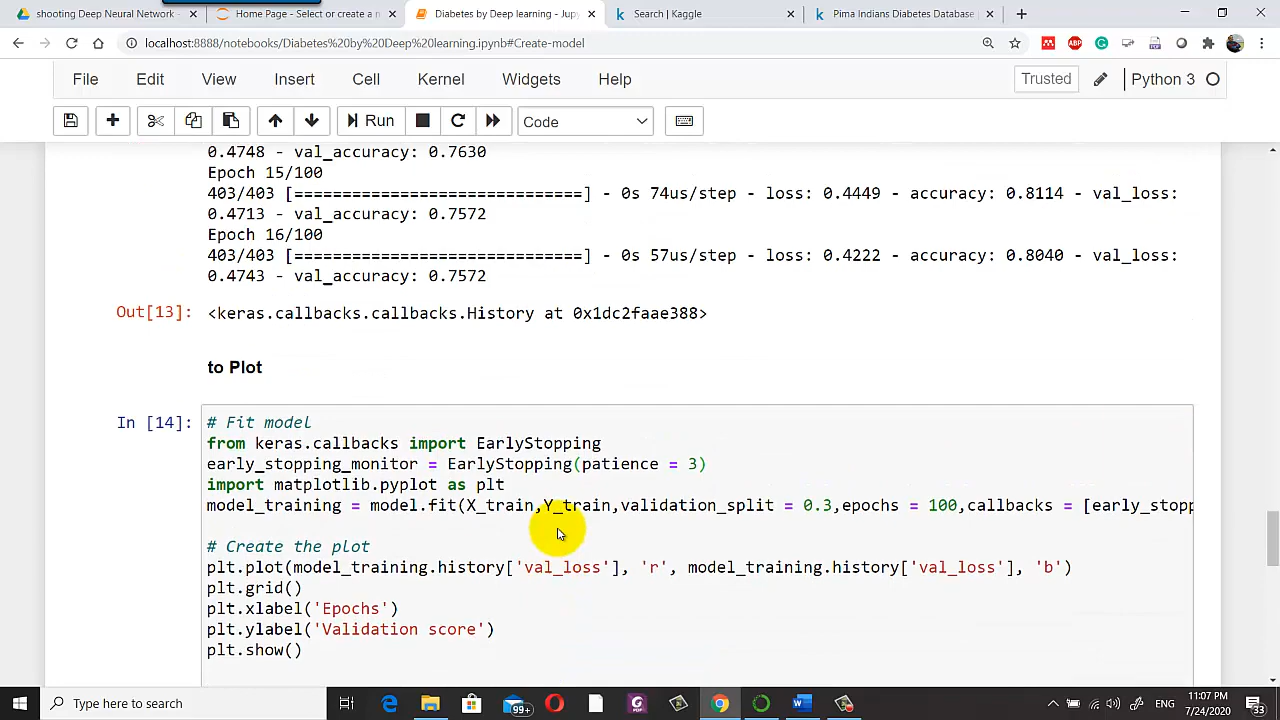 shooting Deep Neural Network - 
Home Page - Select or create a n
Diabetes by Deep learning - Jup
Search | Kaggle
Pima Indians Diabetes Database |
localhost:8888/notebooks/Diabetes%20by%20Deep%20learning.ipynb#Create-model
File Edit View Insert Cell Kernel Widgets Help Trusted Python 3
Run Code
0.4748 - val_accuracy: 0.7630
Epoch 15/100
403/403 [==============================] - 0s 74us/step - loss: 0.4449 - accuracy: 0.8114 - val_loss:
0.4713 - val_accuracy: 0.7572
Epoch 16/100
403/403 [==============================] - 0s 57us/step - loss: 0.4222 - accuracy: 0.8040 - val_loss:
0.4743 - val_accuracy: 0.7572
Out[13]: <keras.callbacks.callbacks.History at 0x1dc2faae388>
to Plot
In [14]: # Fit model
from keras.callbacks import EarlyStopping
early_stopping_monitor = EarlyStopping(patience = 3)
import matplotlib.pyplot as plt
model_training = model.fit(X_train,Y_train,validation_split = 0.3,epochs = 100,callbacks = [early_stopp
# Create the plot
plt.plot(model_training.history['val_loss'], 'r', model_training.history['val_loss'], 'b')
plt.grid()
plt.xlabel('Epochs')
plt.ylabel('Validation score')
plt.show()
Type here to search
99+
11:07 PM
7/24/2020
33